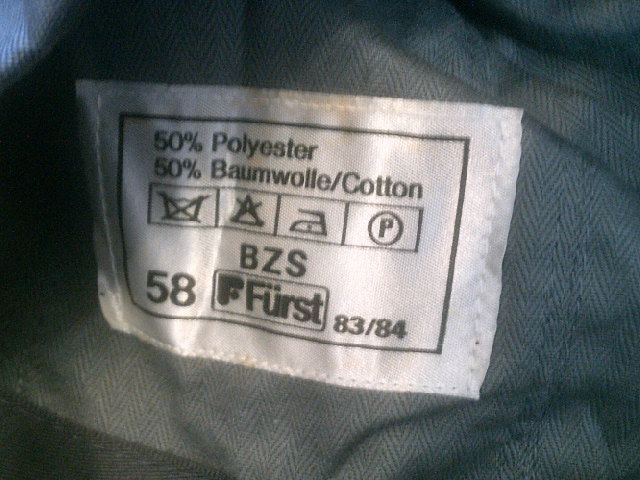 50% Polyester
50% Baumwolle/Cotton
P
BZS
58 F Fürst 83/84